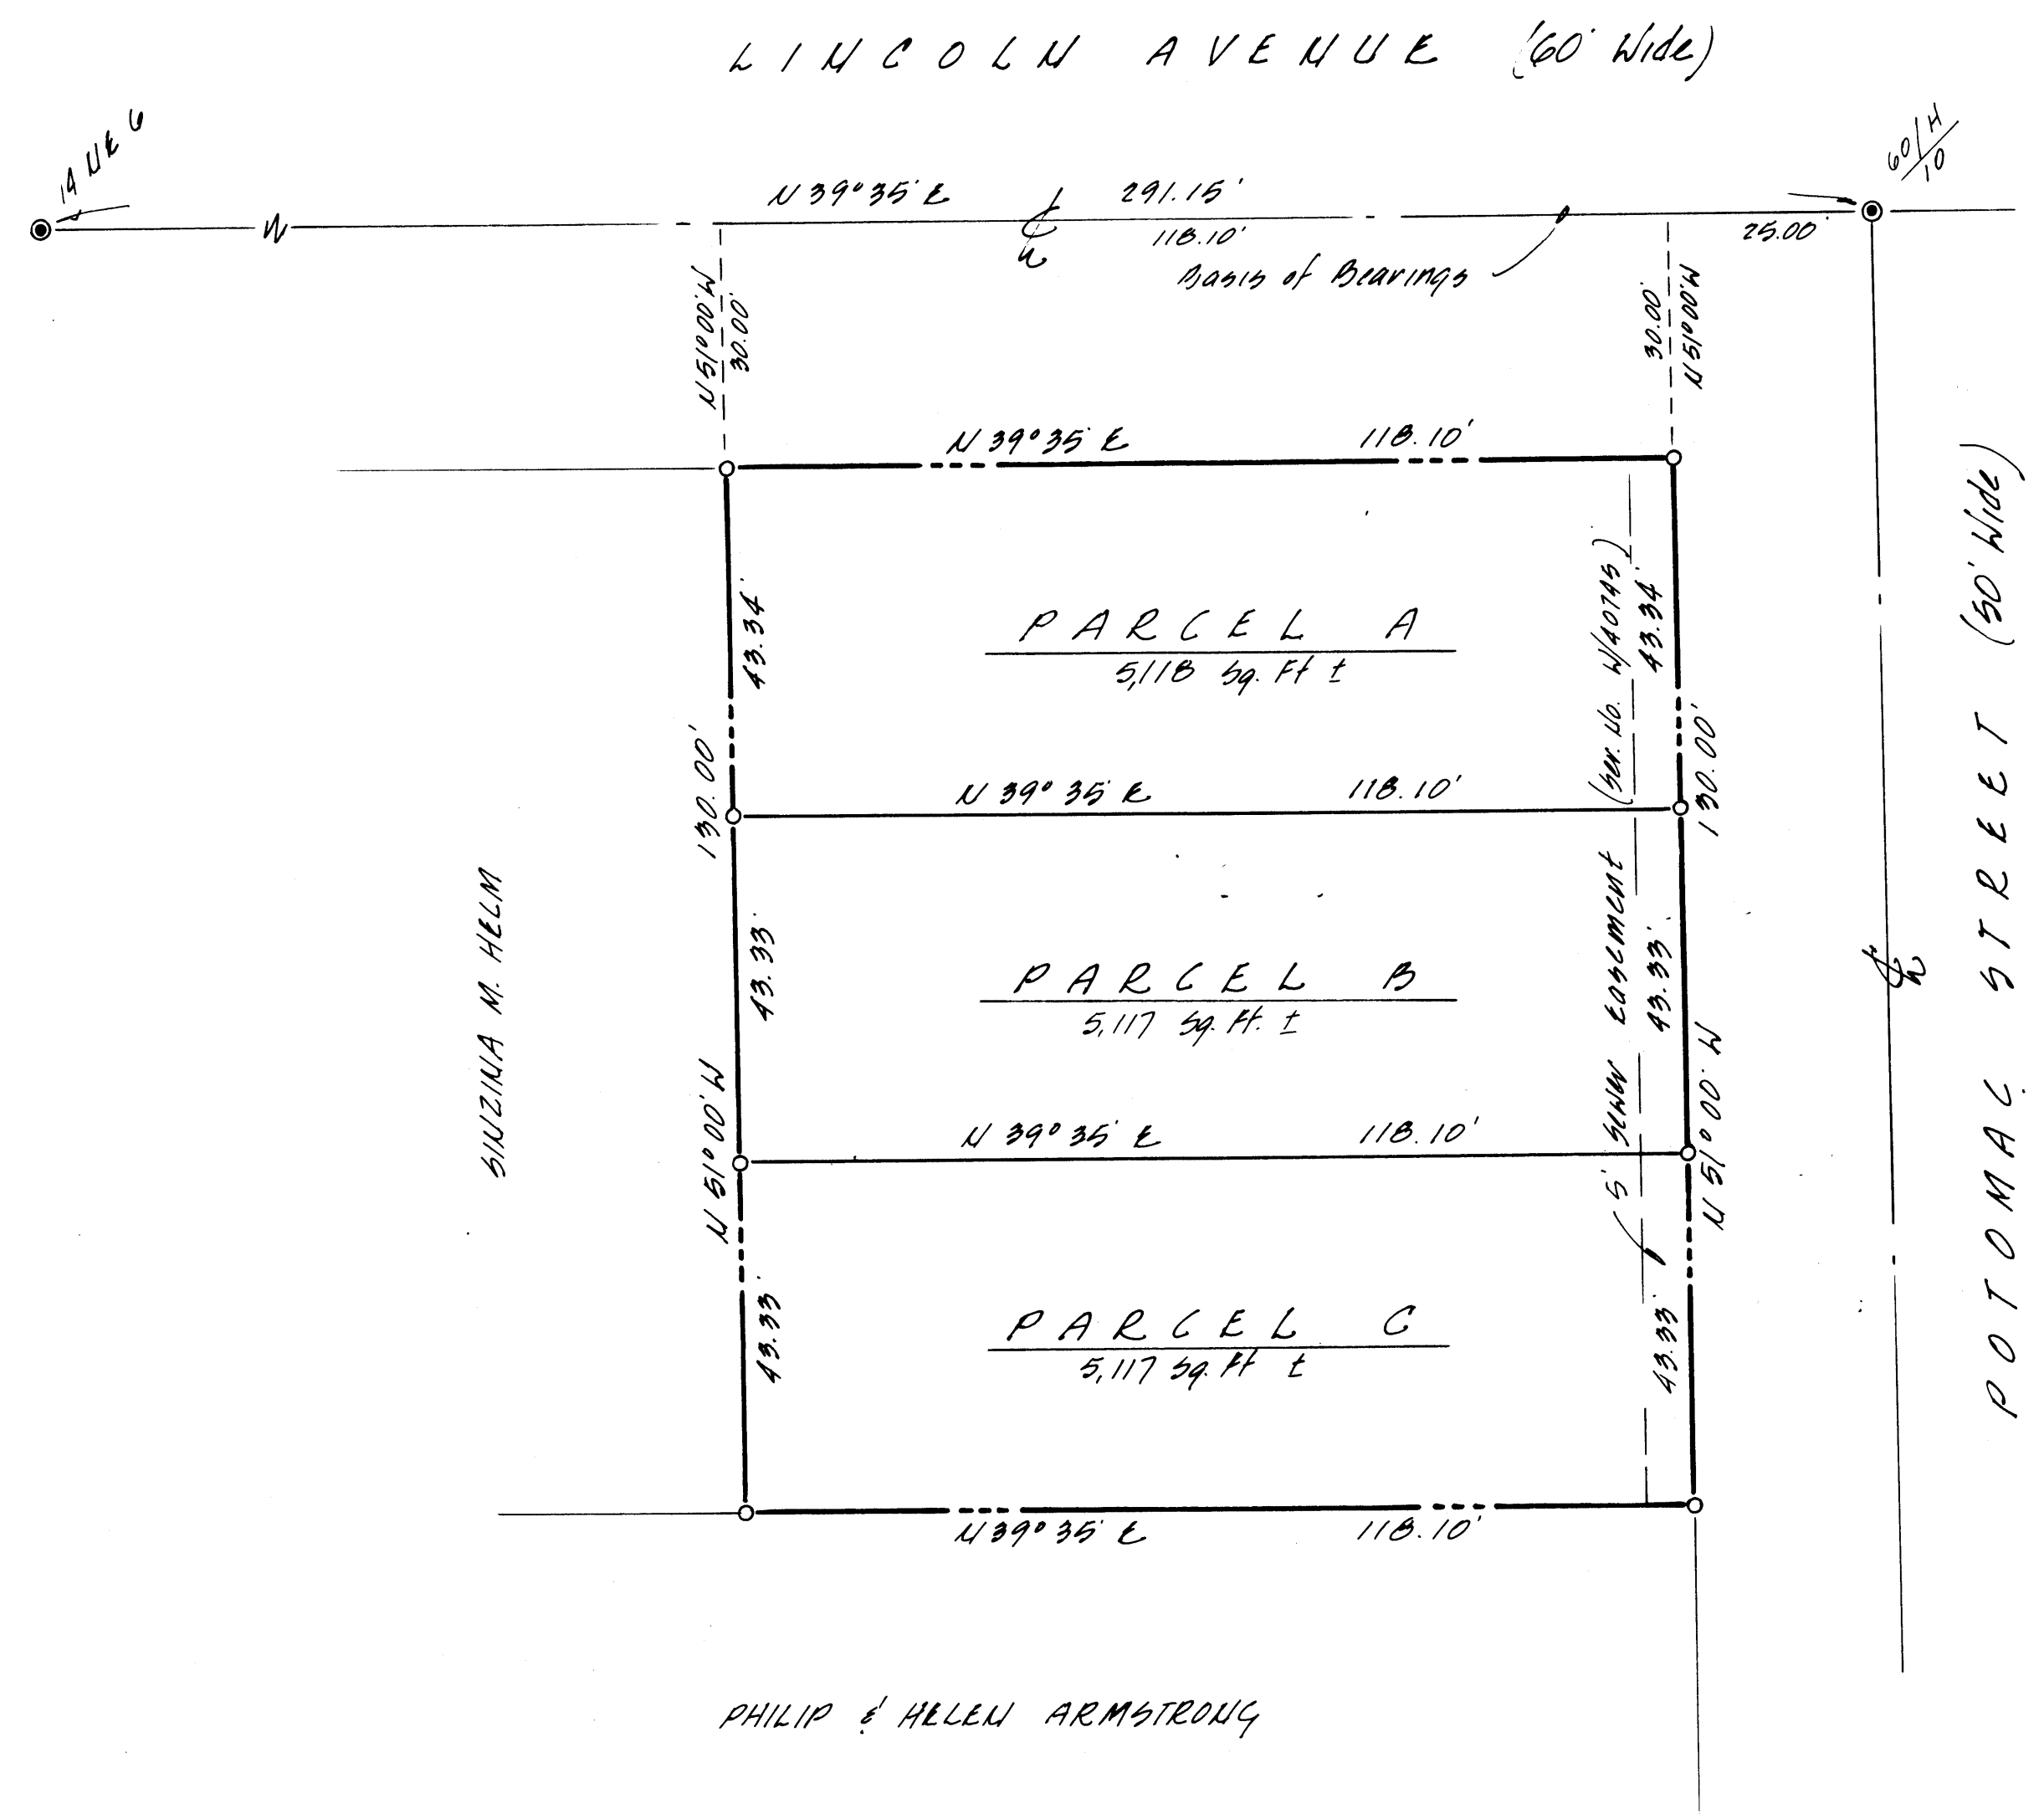 LINCOLN AVENUE (60' Wide)
14 NE 6
60/H
10
N 39° 35' E 291.15'
118.10'
25.00'
Basis of Bearings
N 51° 00' W
30.00'
30.00'
N 51° 00' W
N 39° 35' E 118.10'
43.34'
PARCEL A
5,118 Sq. Ft ±
(Ser. No. W/40745)
43.34'
130.00'
130.00'
N 39° 35' E 118.10'
SINZINA M. HELM
43.33'
PARCEL B
5,117 Sq. Ft. ±
5' Sewer Easement
43.33'
N 51° 00' W
N 51° 00' W
N 39° 35' E 118.10'
43.33'
PARCEL C
5,117 Sq. Ft ±
43.33'
N 39° 35' E 118.10'
POTOMAC STREET (50' Wide)
PHILIP & HELEN ARMSTRONG